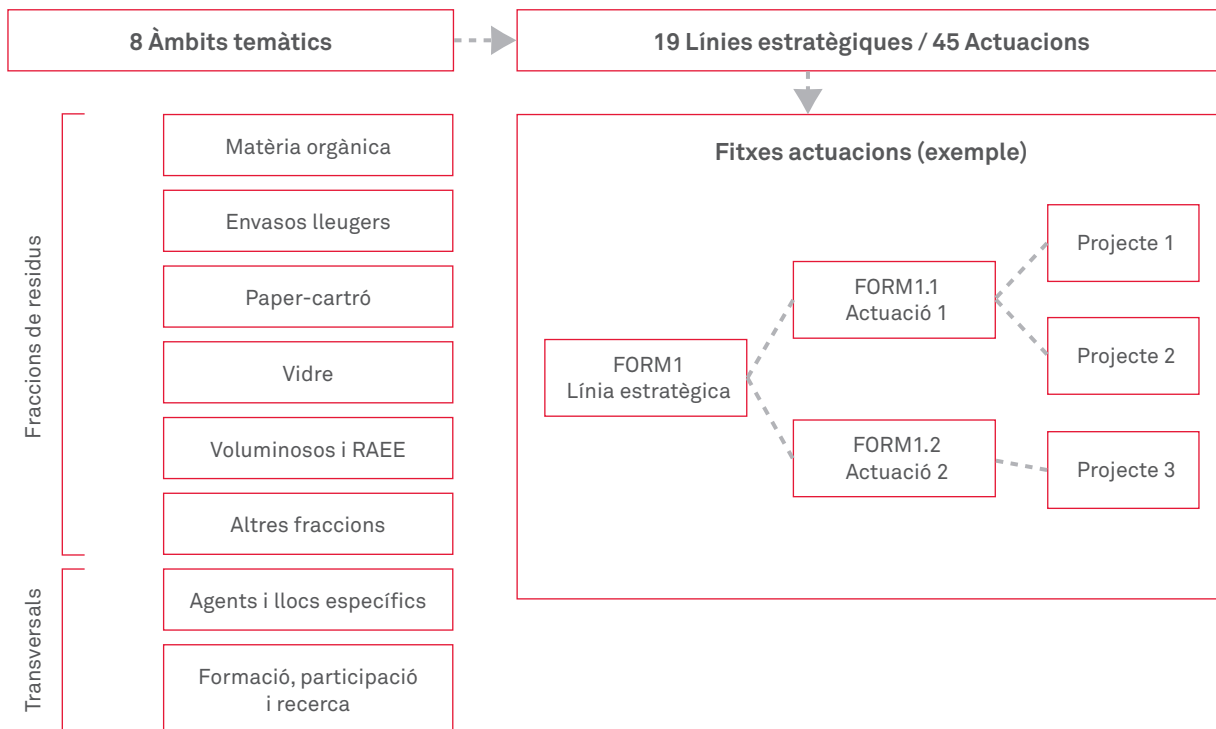 8 Àmbits temàtics
19 Línies estratègiques / 45 Actuacions
Fraccions de residus
Matèria orgànica
Envasos lleugers
Paper-cartró
Vidre
Voluminosos i RAEE
Altres fraccions
Transversals
Agents i llocs específics
Formació, participació
i recerca
Fitxes actuacions (exemple)
FORM1
Línia estratègica
FORM1.1
Actuació 1
FORM1.2
Actuació 2
Projecte 1
Projecte 2
Projecte 3